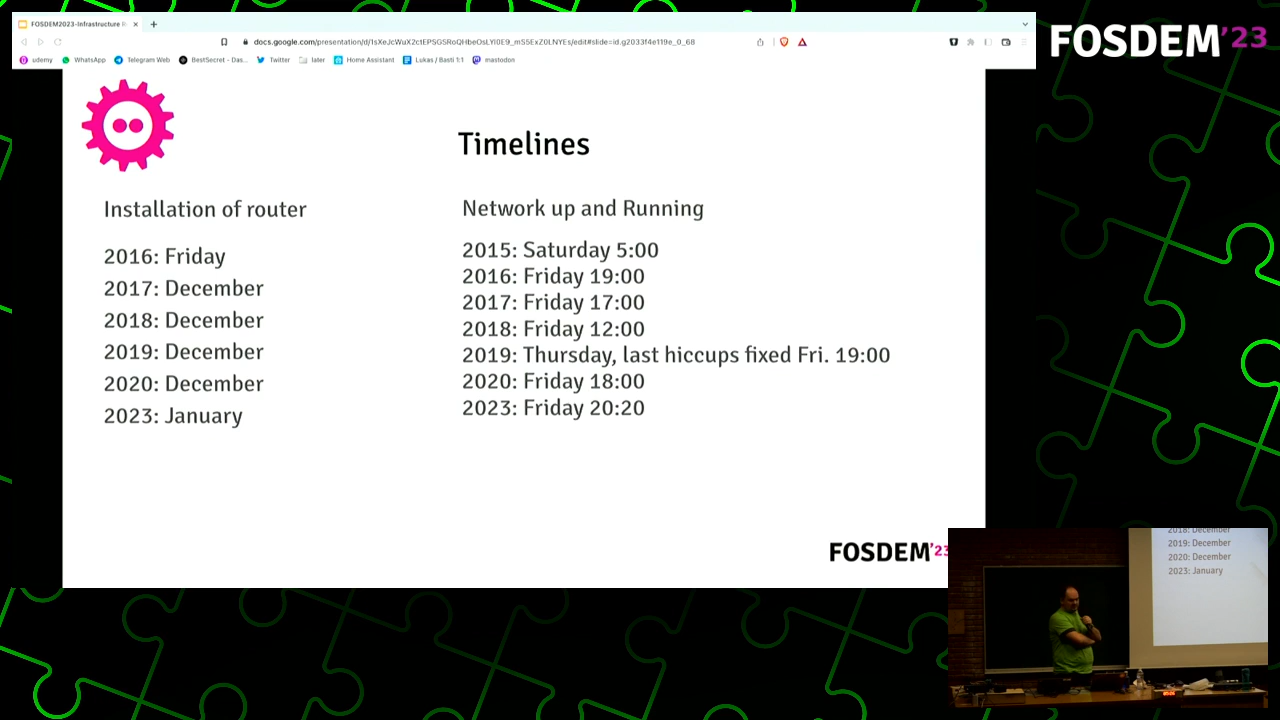 FOSDEM2023-Infrastructure R
docs.google.com/presentation/d/1sXeJcWuX2ctEPSGSRoQHbeOsLYI0E9_mS5ExZ0LNYEs/edit#slide=id.g2033f4e119e_0_68
udemy WhatsApp Telegram Web BestSecret - Das... Twitter laler Home Assistant Lukas / Basti 1:1 mastodon
FOSDEM'23
Timelines
Installation of router
2016: Friday
2017: December
2018: December
2019: December
2020: December
2023: January
Network up and Running
2015: Saturday 5:00
2016: Friday 19:00
2017: Friday 17:00
2018: Friday 12:00
2019: Thursday, last hiccups fixed Fri. 19:00
2020: Friday 18:00
2023: Friday 20:20
FOSDEM'23
2018: December
2019: December
2020: December
2023: January